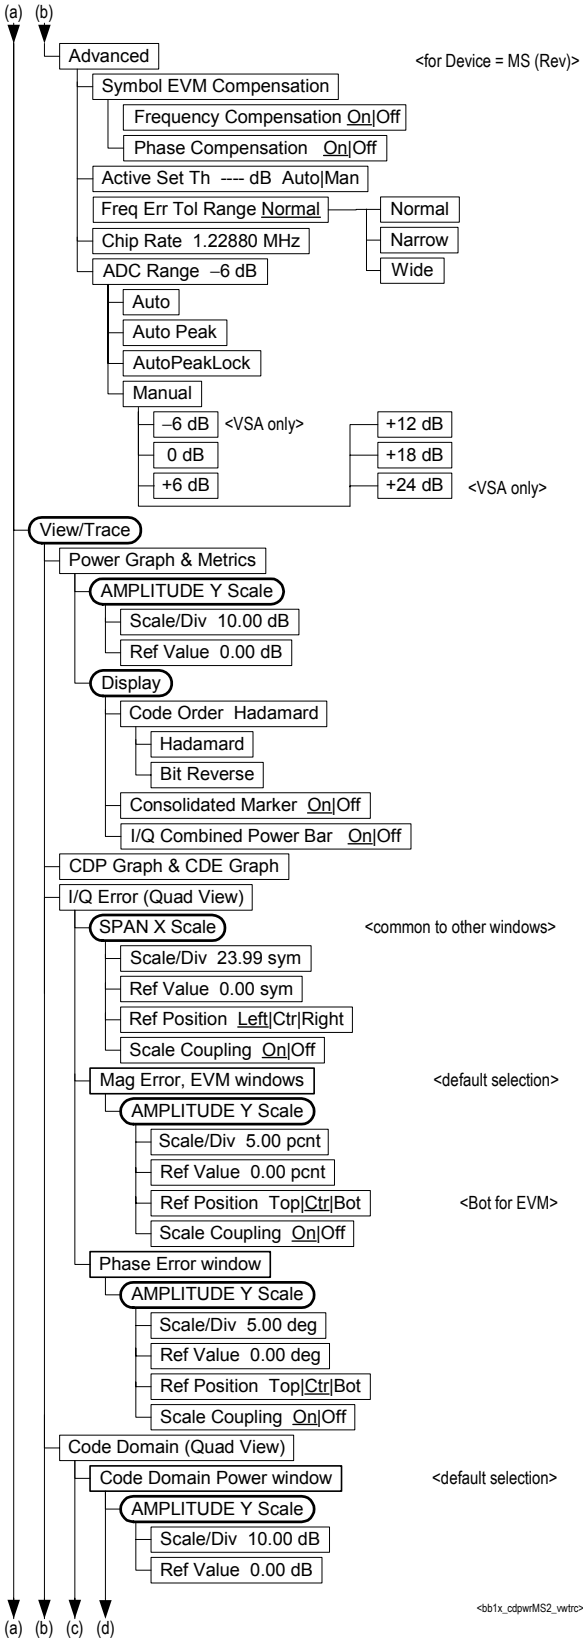 (a) (b)
Advanced <for Device = MS (Rev)>
Symbol EVM Compensation
Frequency Compensation On|Off
Phase Compensation On|Off
Active Set Th ---- dB Auto|Man
Freq Err Tol Range Normal Normal
Chip Rate 1.22880 MHz Narrow
ADC Range –6 dB Wide
Auto
Auto Peak
AutoPeakLock
Manual
–6 dB <VSA only> +12 dB
0 dB +18 dB
+6 dB +24 dB <VSA only>
View/Trace
Power Graph & Metrics
AMPLITUDE Y Scale
Scale/Div 10.00 dB
Ref Value 0.00 dB
Display
Code Order Hadamard
Hadamard
Bit Reverse
Consolidated Marker On|Off
I/Q Combined Power Bar On|Off
CDP Graph & CDE Graph
I/Q Error (Quad View)
SPAN X Scale <common to other windows>
Scale/Div 23.99 sym
Ref Value 0.00 sym
Ref Position Left|Ctr|Right
Scale Coupling On|Off
Mag Error, EVM windows <default selection>
AMPLITUDE Y Scale
Scale/Div 5.00 pcnt
Ref Value 0.00 pcnt
Ref Position Top|Ctr|Bot <Bot for EVM>
Scale Coupling On|Off
Phase Error window
AMPLITUDE Y Scale
Scale/Div 5.00 deg
Ref Value 0.00 deg
Ref Position Top|Ctr|Bot
Scale Coupling On|Off
Code Domain (Quad View)
Code Domain Power window <default selection>
AMPLITUDE Y Scale
Scale/Div 10.00 dB
Ref Value 0.00 dB
<bb1x_cdpwrMS2_vwtrc>
(a) (b) (c) (d)